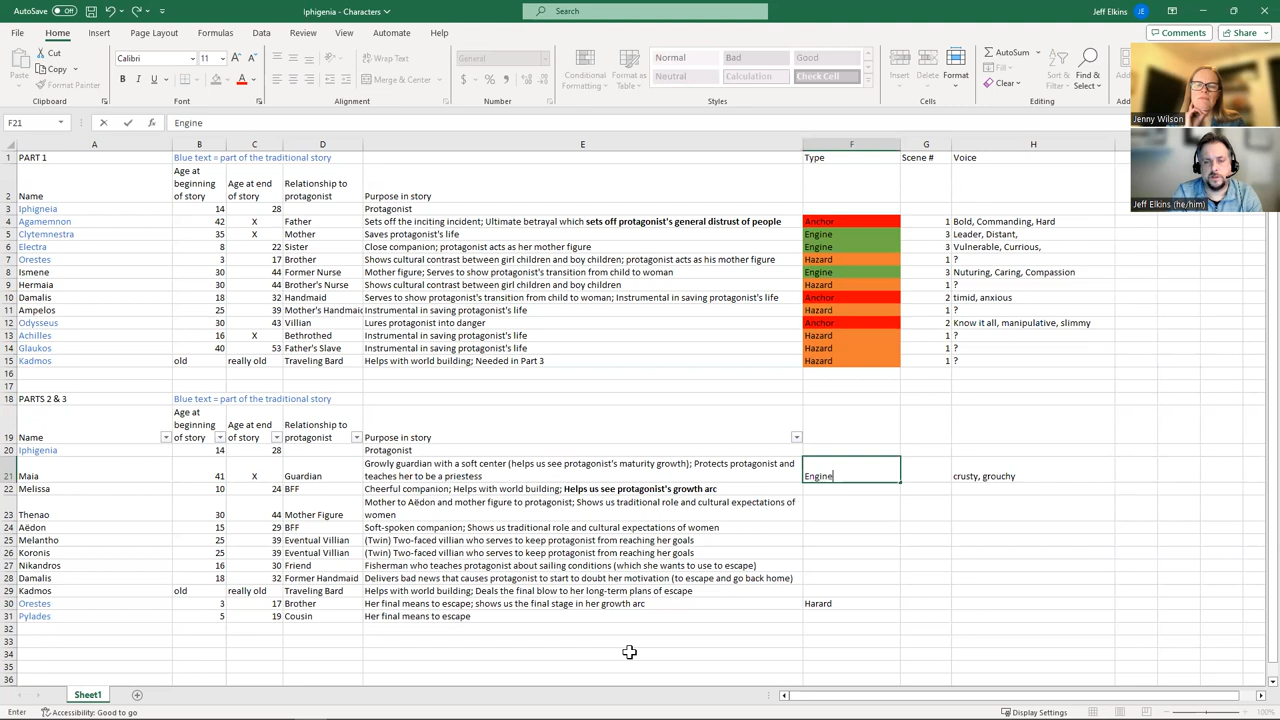 AutoSave Off Iphigenia - Characters Search Jeff Elkins JE
File Home Insert Page Layout Formulas Data Review View Automate Help Comments Share
Cut Calibri 11 Wrap Text General Normal Bad Good AutoSum
Copy Conditional Format as Neutral Calculation Check Cell Insert Delete Format Fill Sort & Find &
Paste Format Painter B I U A Merge & Center $ % Formatting Table Clear Filter Select
Clipboard Font Alignment Number Styles Cells Editing
Jenny Wilson
Jeff Elkins (he/him)
F21 fx Engine
A B C D E F G H
1 PART 1 Blue text = part of the traditional story Type Scene # Voice
2 Name Age at beginning of story Age at end of story Relationship to protagonist Purpose in story
3 Iphigneia 14 28 Protagonist
4 Agamemnon 42 X Father Sets off the inciting incident; Ultimate betrayal which sets off protagonist's general distrust of people Anchor 1 Bold, Commanding, Hard
5 Clytemnestra 35 X Mother Saves protagonist's life Engine 3 Leader, Distant,
6 Electra 8 22 Sister Close companion; protagonist acts as her mother figure Engine 3 Vulnerable, Currious,
7 Orestes 3 17 Brother Shows cultural contrast between girl children and boy children; protagonist acts as his mother figure Hazard 1 ?
8 Ismene 30 44 Former Nurse Mother figure; Serves to show protagonist's transition from child to woman Engine 3 Nuturing, Caring, Compassion
9 Hermaia 30 44 Brother's Nurse Shows cultural contrast between girl children and boy children Hazard 1 ?
10 Damalis 18 32 Handmaid Serves to show protagonist's transition from child to woman; Instrumental in saving protagonist's life Anchor 2 timid, anxious
11 Ampelos 25 39 Mother's Handmaid Instrumental in saving protagonist's life Hazard 1 ?
12 Odysseus 30 43 Villian Lures protagonist into danger Anchor 2 Know it all, manipulative, slimmy
13 Achilles 16 X Bethrothed Instrumental in saving protagonist's life Hazard 1 ?
14 Glaukos 40 53 Father's Slave Instrumental in saving protagonist's life Hazard 1 ?
15 Kadmos old really old Traveling Bard Helps with world building; Needed in Part 3 Hazard 1 ?
16
17
18 PARTS 2 & 3 Blue text = part of the traditional story
19 Name Age at beginning of story Age at end of story Relationship to protagonist Purpose in story
20 Iphigenia 14 28 Protagonist
21 Maia 41 X Guardian Growly guardian with a soft center (helps us see protagonist's maturity growth); Protects protagonist and teaches her to be a priestess Engine crusty, grouchy
22 Melissa 10 24 BFF Cheerful companion; Helps with world building; Helps us see protagonist's growth arc
23 Thenao 30 44 Mother Figure Mother to Aëdon and mother figure to protagonist; Shows us traditional role and cultural expectations of women
24 Aëdon 15 29 BFF Soft-spoken companion; Shows us traditional role and cultural expectations of women
25 Melantho 25 39 Eventual Villian (Twin) Two-faced villian who serves to keep protagonist from reaching her goals
26 Koronis 25 39 Eventual Villian (Twin) Two-faced villian who serves to keep protagonist from reaching her goals
27 Nikandros 16 30 Friend Fisherman who teaches protagonist about sailing conditions (which she wants to use to escape)
28 Damalis 18 32 Former Handmaid Delivers bad news that causes protagonist to start to doubt her motivation (to escape and go back home)
29 Kadmos old really old Traveling Bard Helps with world building; Deals the final blow to her long-term plans of escape
30 Orestes 3 17 Brother Her final means to escape; shows us the final stage in her growth arc Harard
31 Pylades 5 19 Cousin Her final means to escape
32
33
34
35
36
Sheet1
Enter Accessibility: Good to go Display Settings 100%